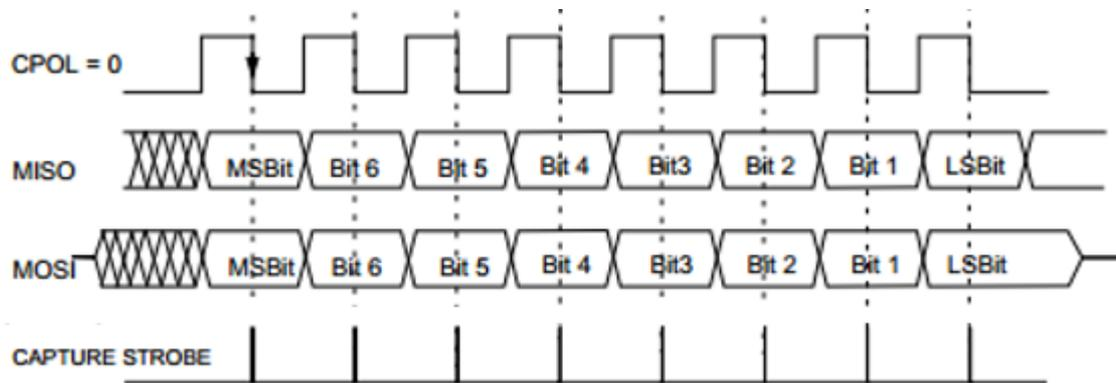 CPOL = 0
MISO MSBit Bit 6 Bit 5 Bit 4 Bit3 Bit 2 Bit 1 LSBit
MOSI MSBit Bit 6 Bit 5 Bit 4 Bit3 Bit 2 Bit 1 LSBit
CAPTURE STROBE